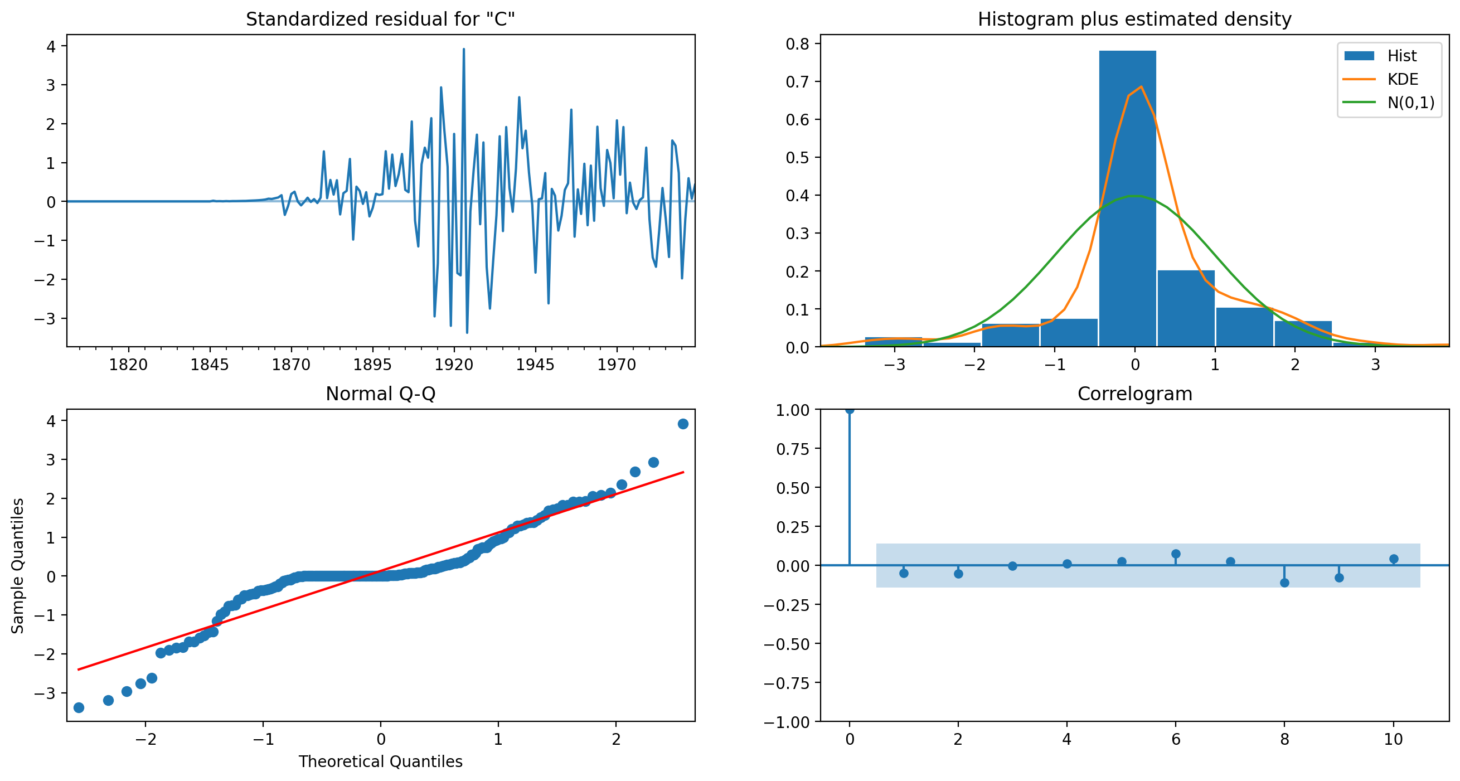 Standardized residual for "C"
4
3
2
1
0
−1
−2
−3
1820 1845 1870 1895 1920 1945 1970
Histogram plus estimated density
0.8
0.7
0.6
0.5
0.4
0.3
0.2
0.1
0.0
Hist
KDE
N(0,1)
−3 −2 −1 0 1 2 3
Normal Q-Q
Sample Quantiles
4
3
2
1
0
−1
−2
−3
−2 −1 0 1 2
Theoretical Quantiles
Correlogram
1.00
0.75
0.50
0.25
0.00
−0.25
−0.50
−0.75
−1.00
0 2 4 6 8 10